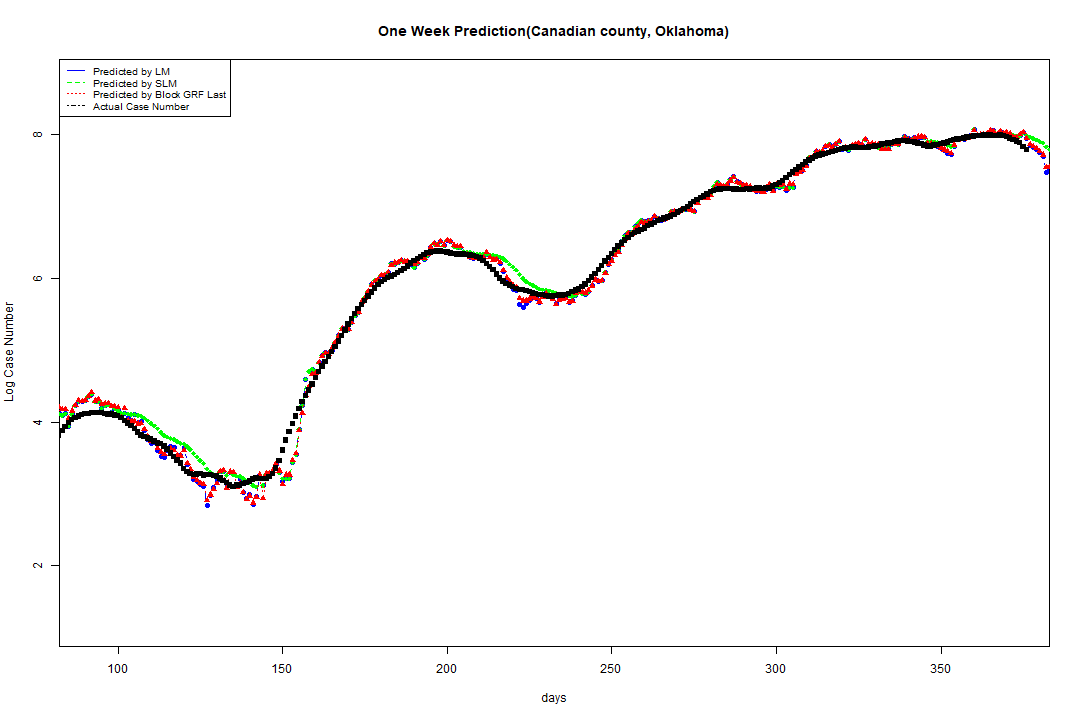 One Week Prediction(Canadian county, Oklahoma)
Predicted by LM
Predicted by SLM
Predicted by Block GRF Last
Actual Case Number
8
6
4
2
Log Case Number
100 150 200 250 300 350
days